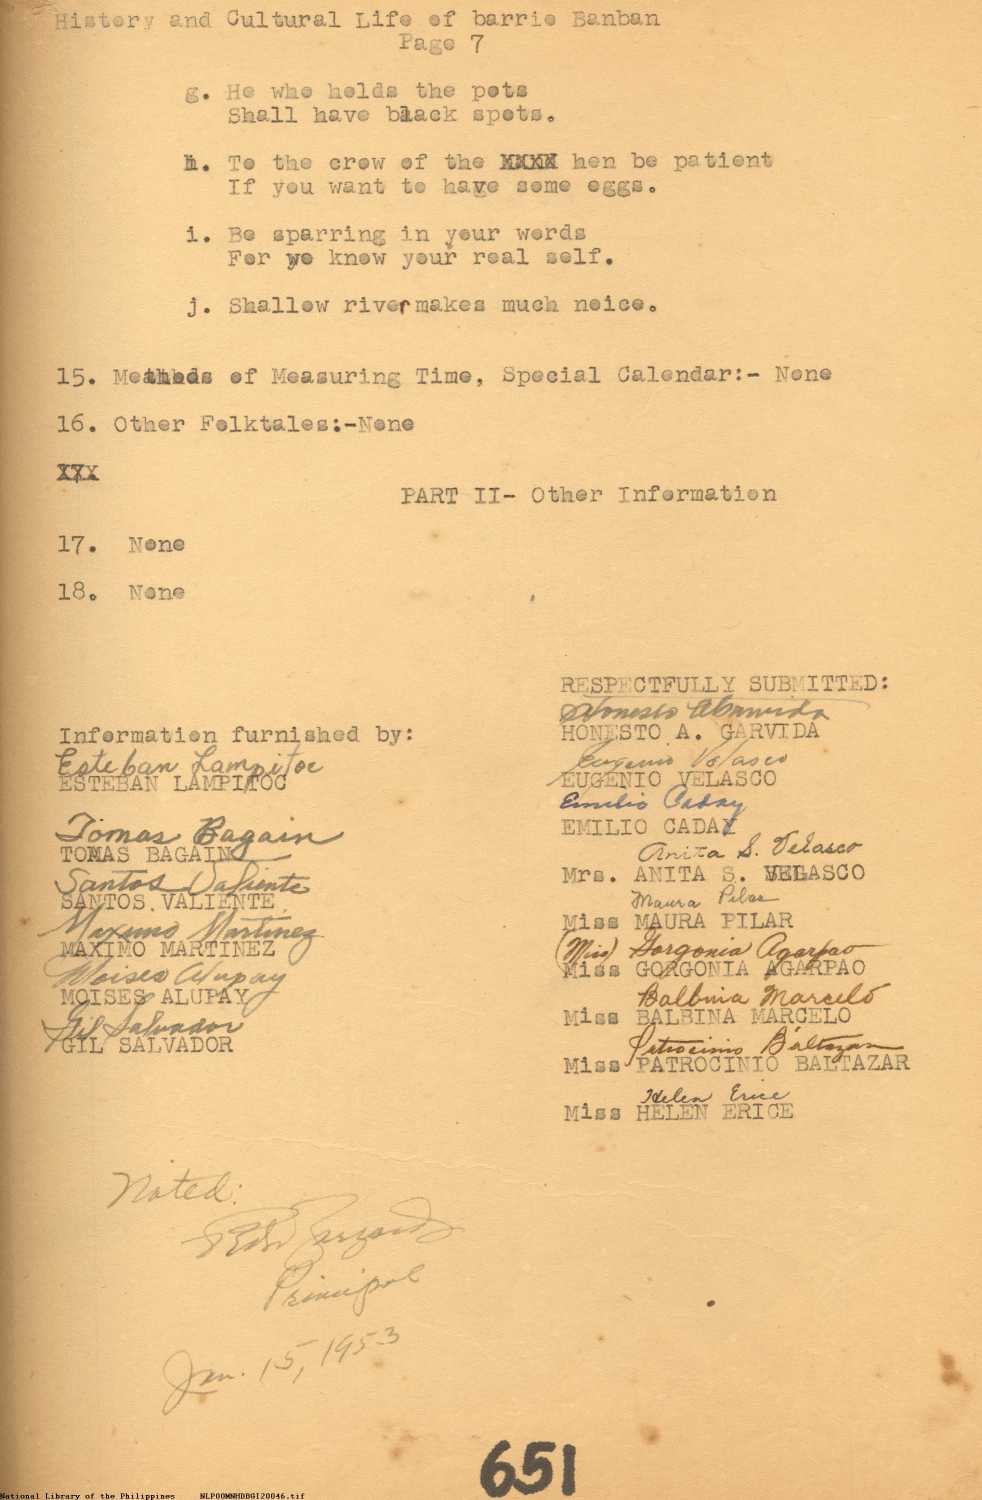 History and Cultural Life of barrio Banban
Page 7
g. He who holds the pots
Shall have black spots.
h. To the crow of the XXXX hen be patient
If you want to have some eggs.
i. Be sparring in your words
For we know your real self.
j. Shallow river makes much noice.
15. Methods of Measuring Time, Special Calendar:- None
16. Other Folktales:-None
XXX
PART II- Other Information
17. None
18. None
RESPECTFULLY SUBMITTED:
Honesto A. Garvida
HONESTO A. GARVIDA
Eugenio Velasco
EUGENIO VELASCO
Emilio Caday
EMILIO CADAY
Anita S. Velasco
Mrs. ANITA S. VELASCO
Maura Pilar
Miss MAURA PILAR
(Miss) Gorgonia Agarpao
Miss GORGONIA AGARPAO
Balbina Marcelo
Miss BALBINA MARCELO
Patrocinio Baltazar
Miss PATROCINIO BALTAZAR
Helen Erice
Miss HELEN ERICE
Information furnished by:
Esteban Lampitoc
ESTEBAN LAMPITOC
Tomas Bagain
TOMAS BAGAIN
Santos Valiente
SANTOS VALIENTE
Maximo Martinez
MAXIMO MARTINEZ
Moises Alupay
MOISES ALUPAY
Gil Salvador
GIL SALVADOR
Noted:
Principal
Jan. 15, 1953
651
National Library of the Philippines NLPOOMNHDBGI20046.tif